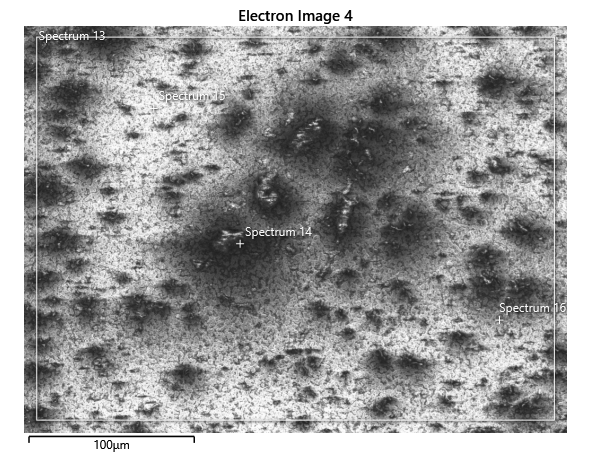 Electron Image 4
Spectrum 13
Spectrum 15
Spectrum 14
Spectrum 16
100µm